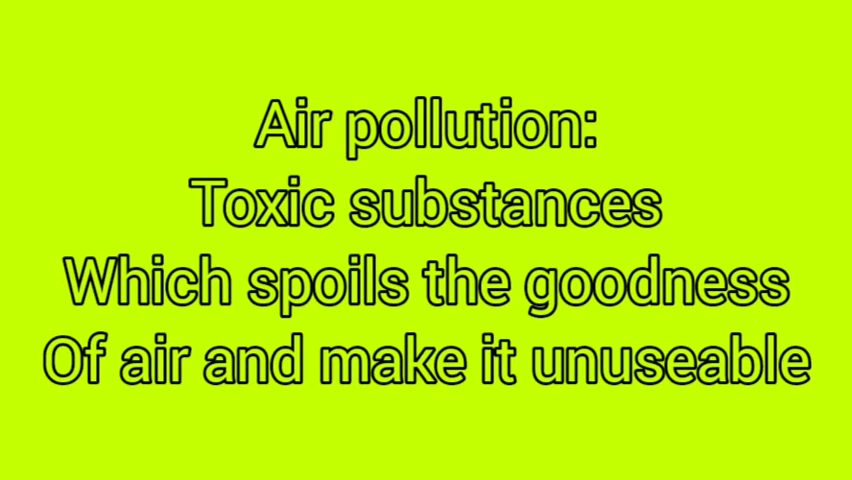 Air pollution:
Toxic substances
Which spoils the goodness
Of air and make it unuseable